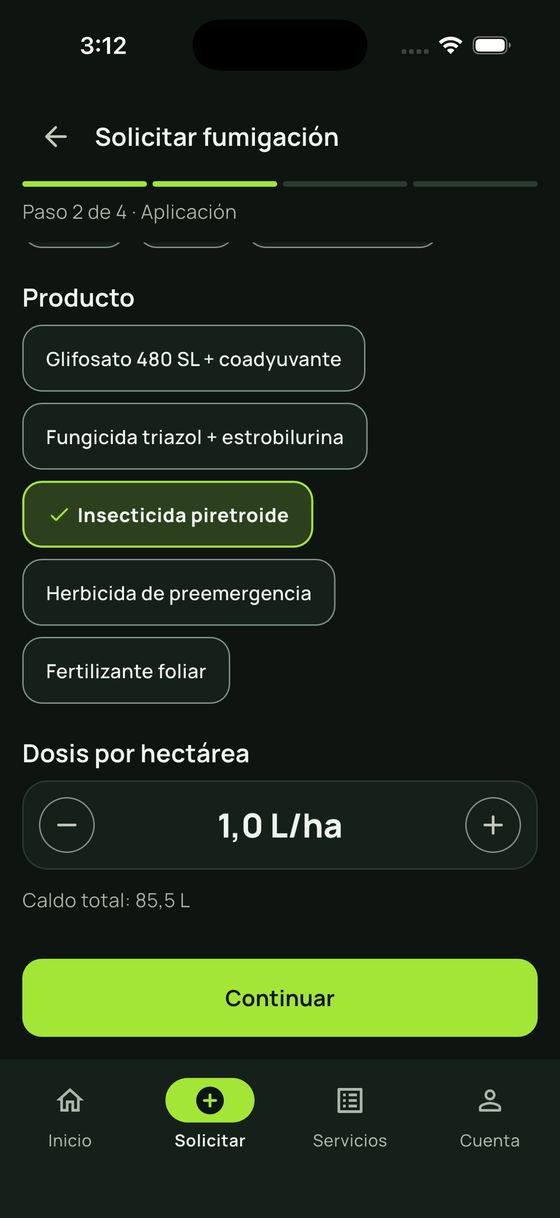 3:12
Solicitar fumigación
Paso 2 de 4 · Aplicación
Producto
Glifosato 480 SL + coadyuvante
Fungicida triazol + estrobilurina
Insecticida piretroide
Herbicida de preemergencia
Fertilizante foliar
Dosis por hectárea
1,0 L/ha
Caldo total: 85,5 L
Continuar
Inicio
Solicitar
Servicios
Cuenta